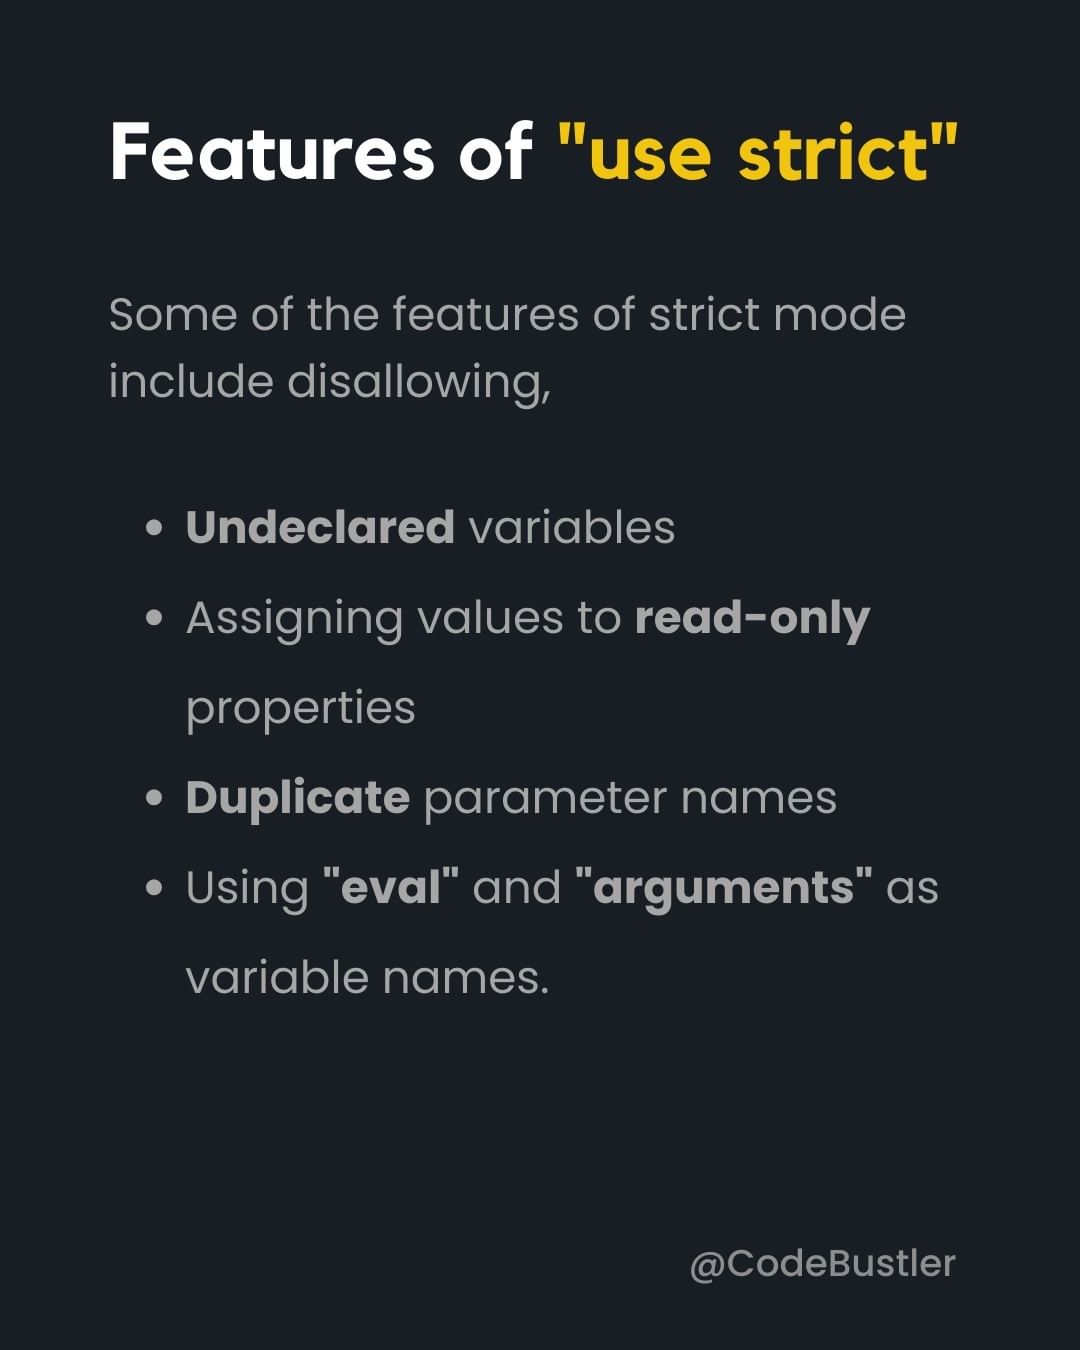 Features of "use strict"
Some of the features of strict mode
include disallowing,
• Undeclared variables
• Assigning values to read-only
properties
• Duplicate parameter names
• Using "eval" and "arguments" as
variable names.
@CodeBustler